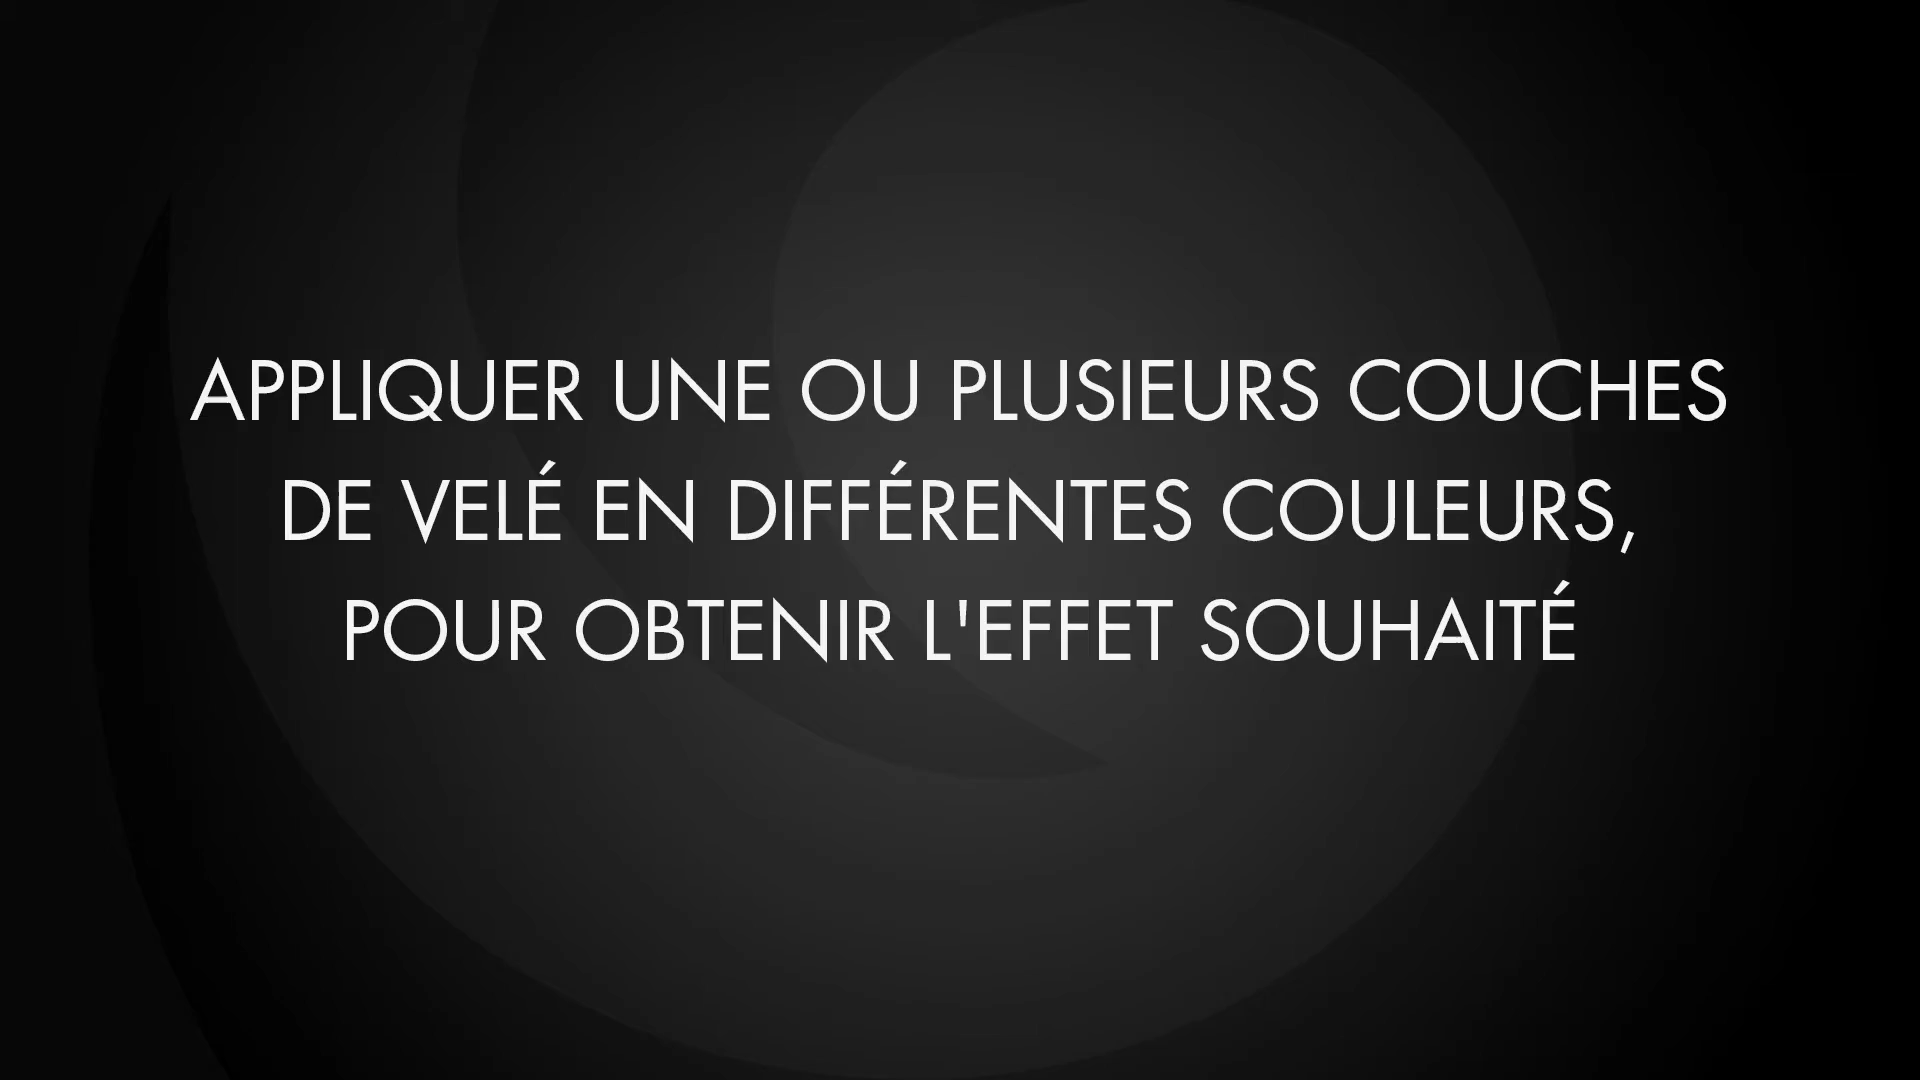 APPLIQUER UNE OU PLUSIEURS COUCHES
DE VELÉ EN DIFFÉRENTES COULEURS,
POUR OBTENIR L'EFFET SOUHAITÉ